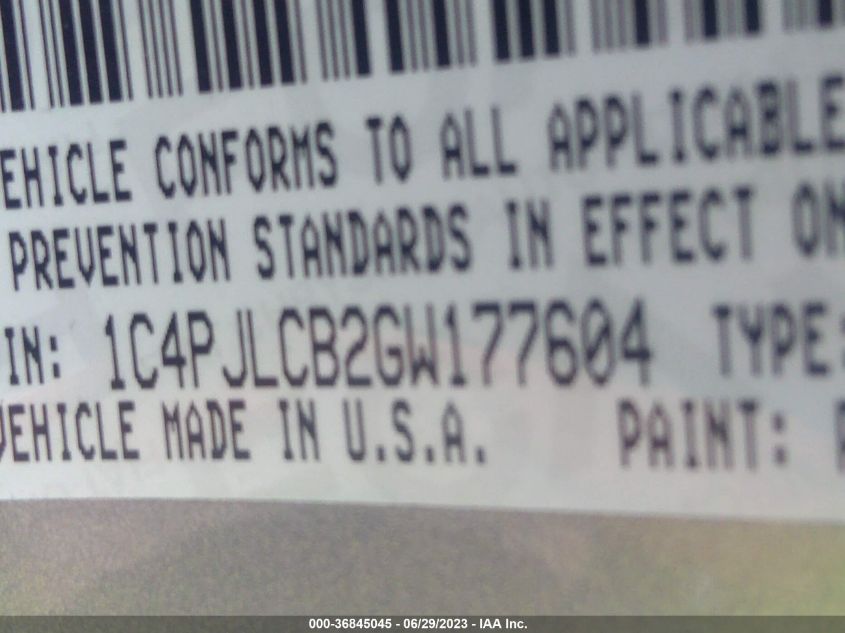 EHICLE CONFORMS TO ALL APPLICABLE
PREVENTION STANDARDS IN EFFECT ON
IN: 1C4PJLCB2GW177604 TYPE:
VEHICLE MADE IN U.S.A. PAINT:
000-36845045 - 06/29/2023 - IAA Inc.